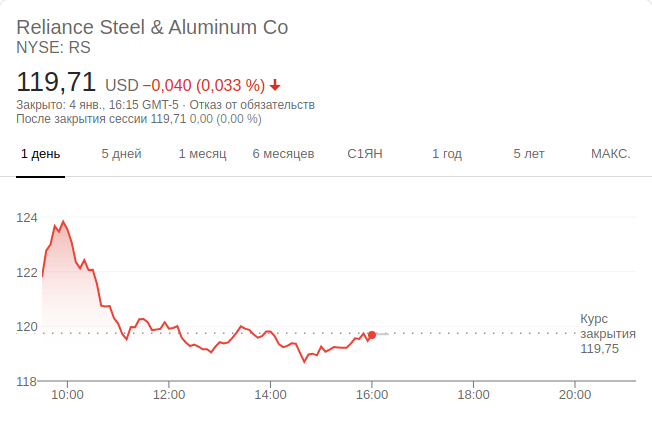 Reliance Steel & Aluminum Co
NYSE: RS
119,71 USD −0,040 (0,033 %)
Закрыто: 4 янв., 16:15 GMT-5 · Отказ от обязательств
После закрытия сессии 119,71 0,00 (0,00 %)
1 день 5 дней 1 месяц 6 месяцев С1ЯН 1 год 5 лет МАКС.
124
122
120
118
Курс
закрытия
119,75
10:00 12:00 14:00 16:00 18:00 20:00